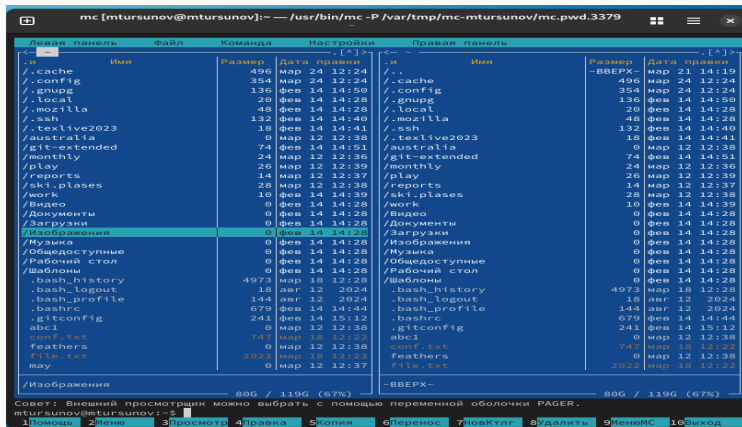 mc [mtursunov@mtursunov]:~ — /usr/bin/mc -P /var/tmp/mc-mtursunov/mc.pwd.3379
~
Левая панель Файл Команда Настройки Правая панель
<— ~ .[^]> <— ~ .[^]>
.и Имя Размер Дата правки .и Имя Размер Дата правки
/.cache 496 мар 24 12:24 /.. -ВВЕРХ- мар 21 14:19
/.config 354 мар 24 12:24 /.cache 496 мар 24 12:24
/.gnupg 136 фев 14 14:50 /.config 354 мар 24 12:24
/.local 20 фев 14 14:28 /.gnupg 136 фев 14 14:50
/.mozilla 48 фев 14 14:28 /.local 20 фев 14 14:28
/.ssh 132 фев 14 14:40 /.mozilla 48 фев 14 14:28
/.texlive2023 18 фев 14 14:41 /.ssh 132 фев 14 14:40
/australia 0 мар 12 12:38 /.texlive2023 18 фев 14 14:41
/git-extended 74 фев 14 14:51 /australia 0 мар 12 12:38
/monthly 24 мар 12 12:36 /git-extended 74 фев 14 14:51
/play 26 мар 12 12:39 /monthly 24 мар 12 12:36
/reports 14 мар 12 12:37 /play 26 мар 12 12:39
/ski.plases 28 мар 12 12:38 /reports 14 мар 12 12:37
/work 10 фев 14 14:39 /ski.plases 28 мар 12 12:38
/Видео 0 фев 14 14:28 /work 10 фев 14 14:39
/Документы 0 фев 14 14:28 /Видео 0 фев 14 14:28
/Загрузки 0 фев 14 14:28 /Документы 0 фев 14 14:28
/Изображения 0 фев 14 14:28 /Загрузки 0 фев 14 14:28
/Музыка 0 фев 14 14:28 /Изображения 0 фев 14 14:28
/Общедоступные 0 фев 14 14:28 /Музыка 0 фев 14 14:28
/Рабочий стол 0 фев 14 14:28 /Общедоступные 0 фев 14 14:28
/Шаблоны 0 фев 14 14:28 /Рабочий стол 0 фев 14 14:28
.bash_history 4973 мар 18 12:28 /Шаблоны 0 фев 14 14:28
.bash_logout 18 авг 12 2024 .bash_history 4973 мар 18 12:28
.bash_profile 144 авг 12 2024 .bash_logout 18 авг 12 2024
.bashrc 679 фев 14 14:44 .bash_profile 144 авг 12 2024
.gitconfig 241 фев 14 15:12 .bashrc 679 фев 14 14:44
abc1 0 мар 12 12:38 .gitconfig 241 фев 14 15:12
conf.txt 747 мар 18 12:22 abc1 0 мар 12 12:38
feathers 0 мар 12 12:38 conf.txt 747 мар 18 12:22
file.txt 2922 мар 18 12:22 feathers 0 мар 12 12:38
may 0 мар 12 12:37 file.txt 2922 мар 18 12:22
/Изображения -ВВЕРХ-
80G / 119G (67%) 80G / 119G (67%)
Совет: Внешний просмотрщик можно выбрать с помощью переменной оболочки PAGER.
mtursunov@mtursunov:~$
1Помощь 2Меню 3Просмотр 4Правка 5Копия 6Перенос 7НовКтлг 8Удалить 9МенюМС 10Выход